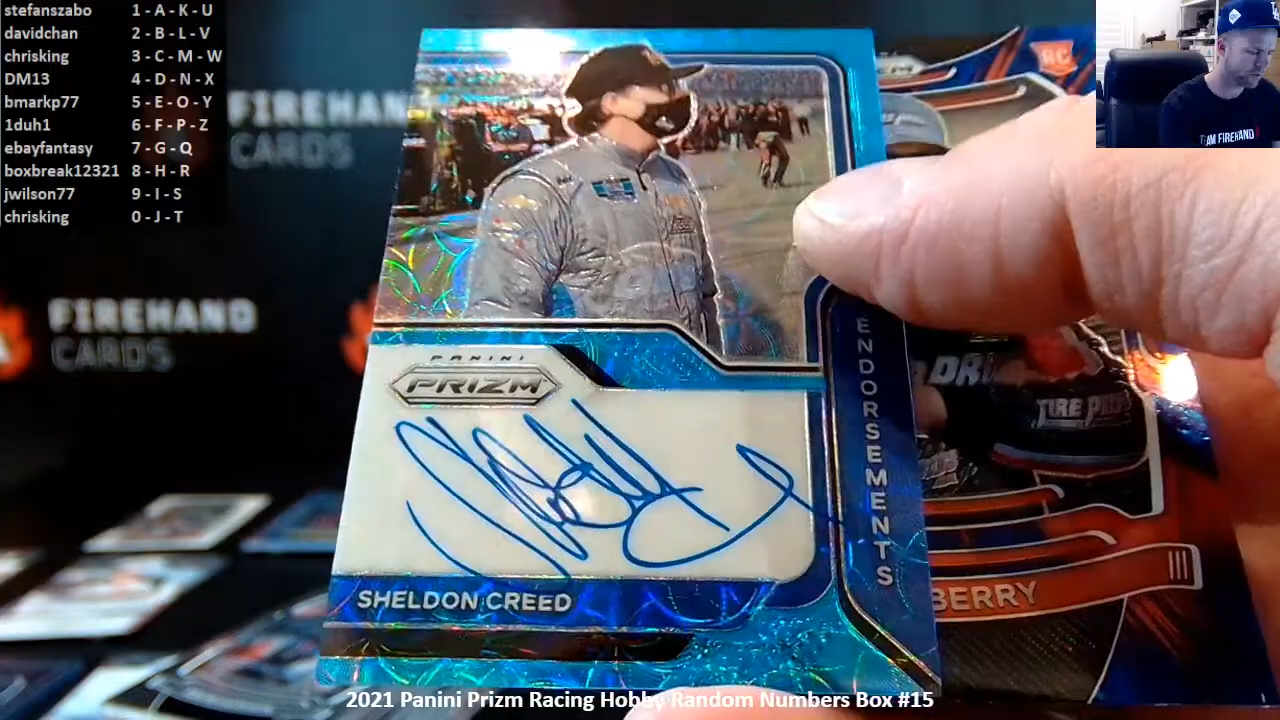 stefanszabo 1 - A - K - U
davidchan 2 - B - L - V
chrisking 3 - C - M - W
DM13 4 - D - N - X
bmarkp77 5 - E - O - Y
1duh1 6 - F - P - Z
ebayfantasy 7 - G - Q
boxbreak12321 8 - H - R
jwilson77 9 - I - S
chrisking 0 - J - T
FIREHAND
CARDS
FIREHAND
CARDS
RC
TEAM FIREHAND
PANINI
PRIZM
ENDORSEMENTS
SHELDON CREED
TIRE PROS
BERRY
2021 Panini Prizm Racing Hobby Random Numbers Box #15